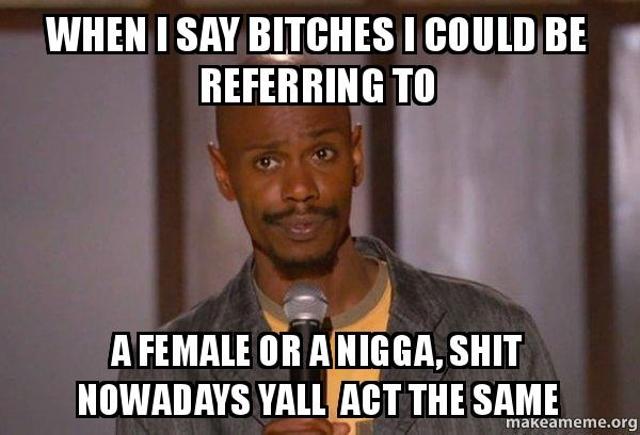 WHEN I SAY BITCHES I COULD BE
REFERRING TO
A FEMALE OR A NIGGA, SHIT
NOWADAYS YALL ACT THE SAME
makeameme.org